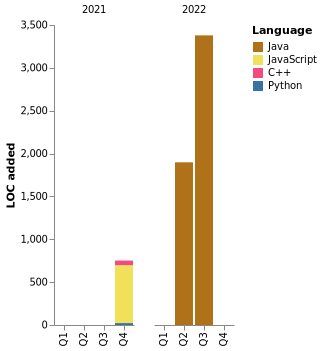 2021
2022
Language
Java
JavaScript
C++
Python
LOC added
3,500
3,000
2,500
2,000
1,500
1,000
500
0
Q1
Q2
Q3
Q4
Q1
Q2
Q3
Q4